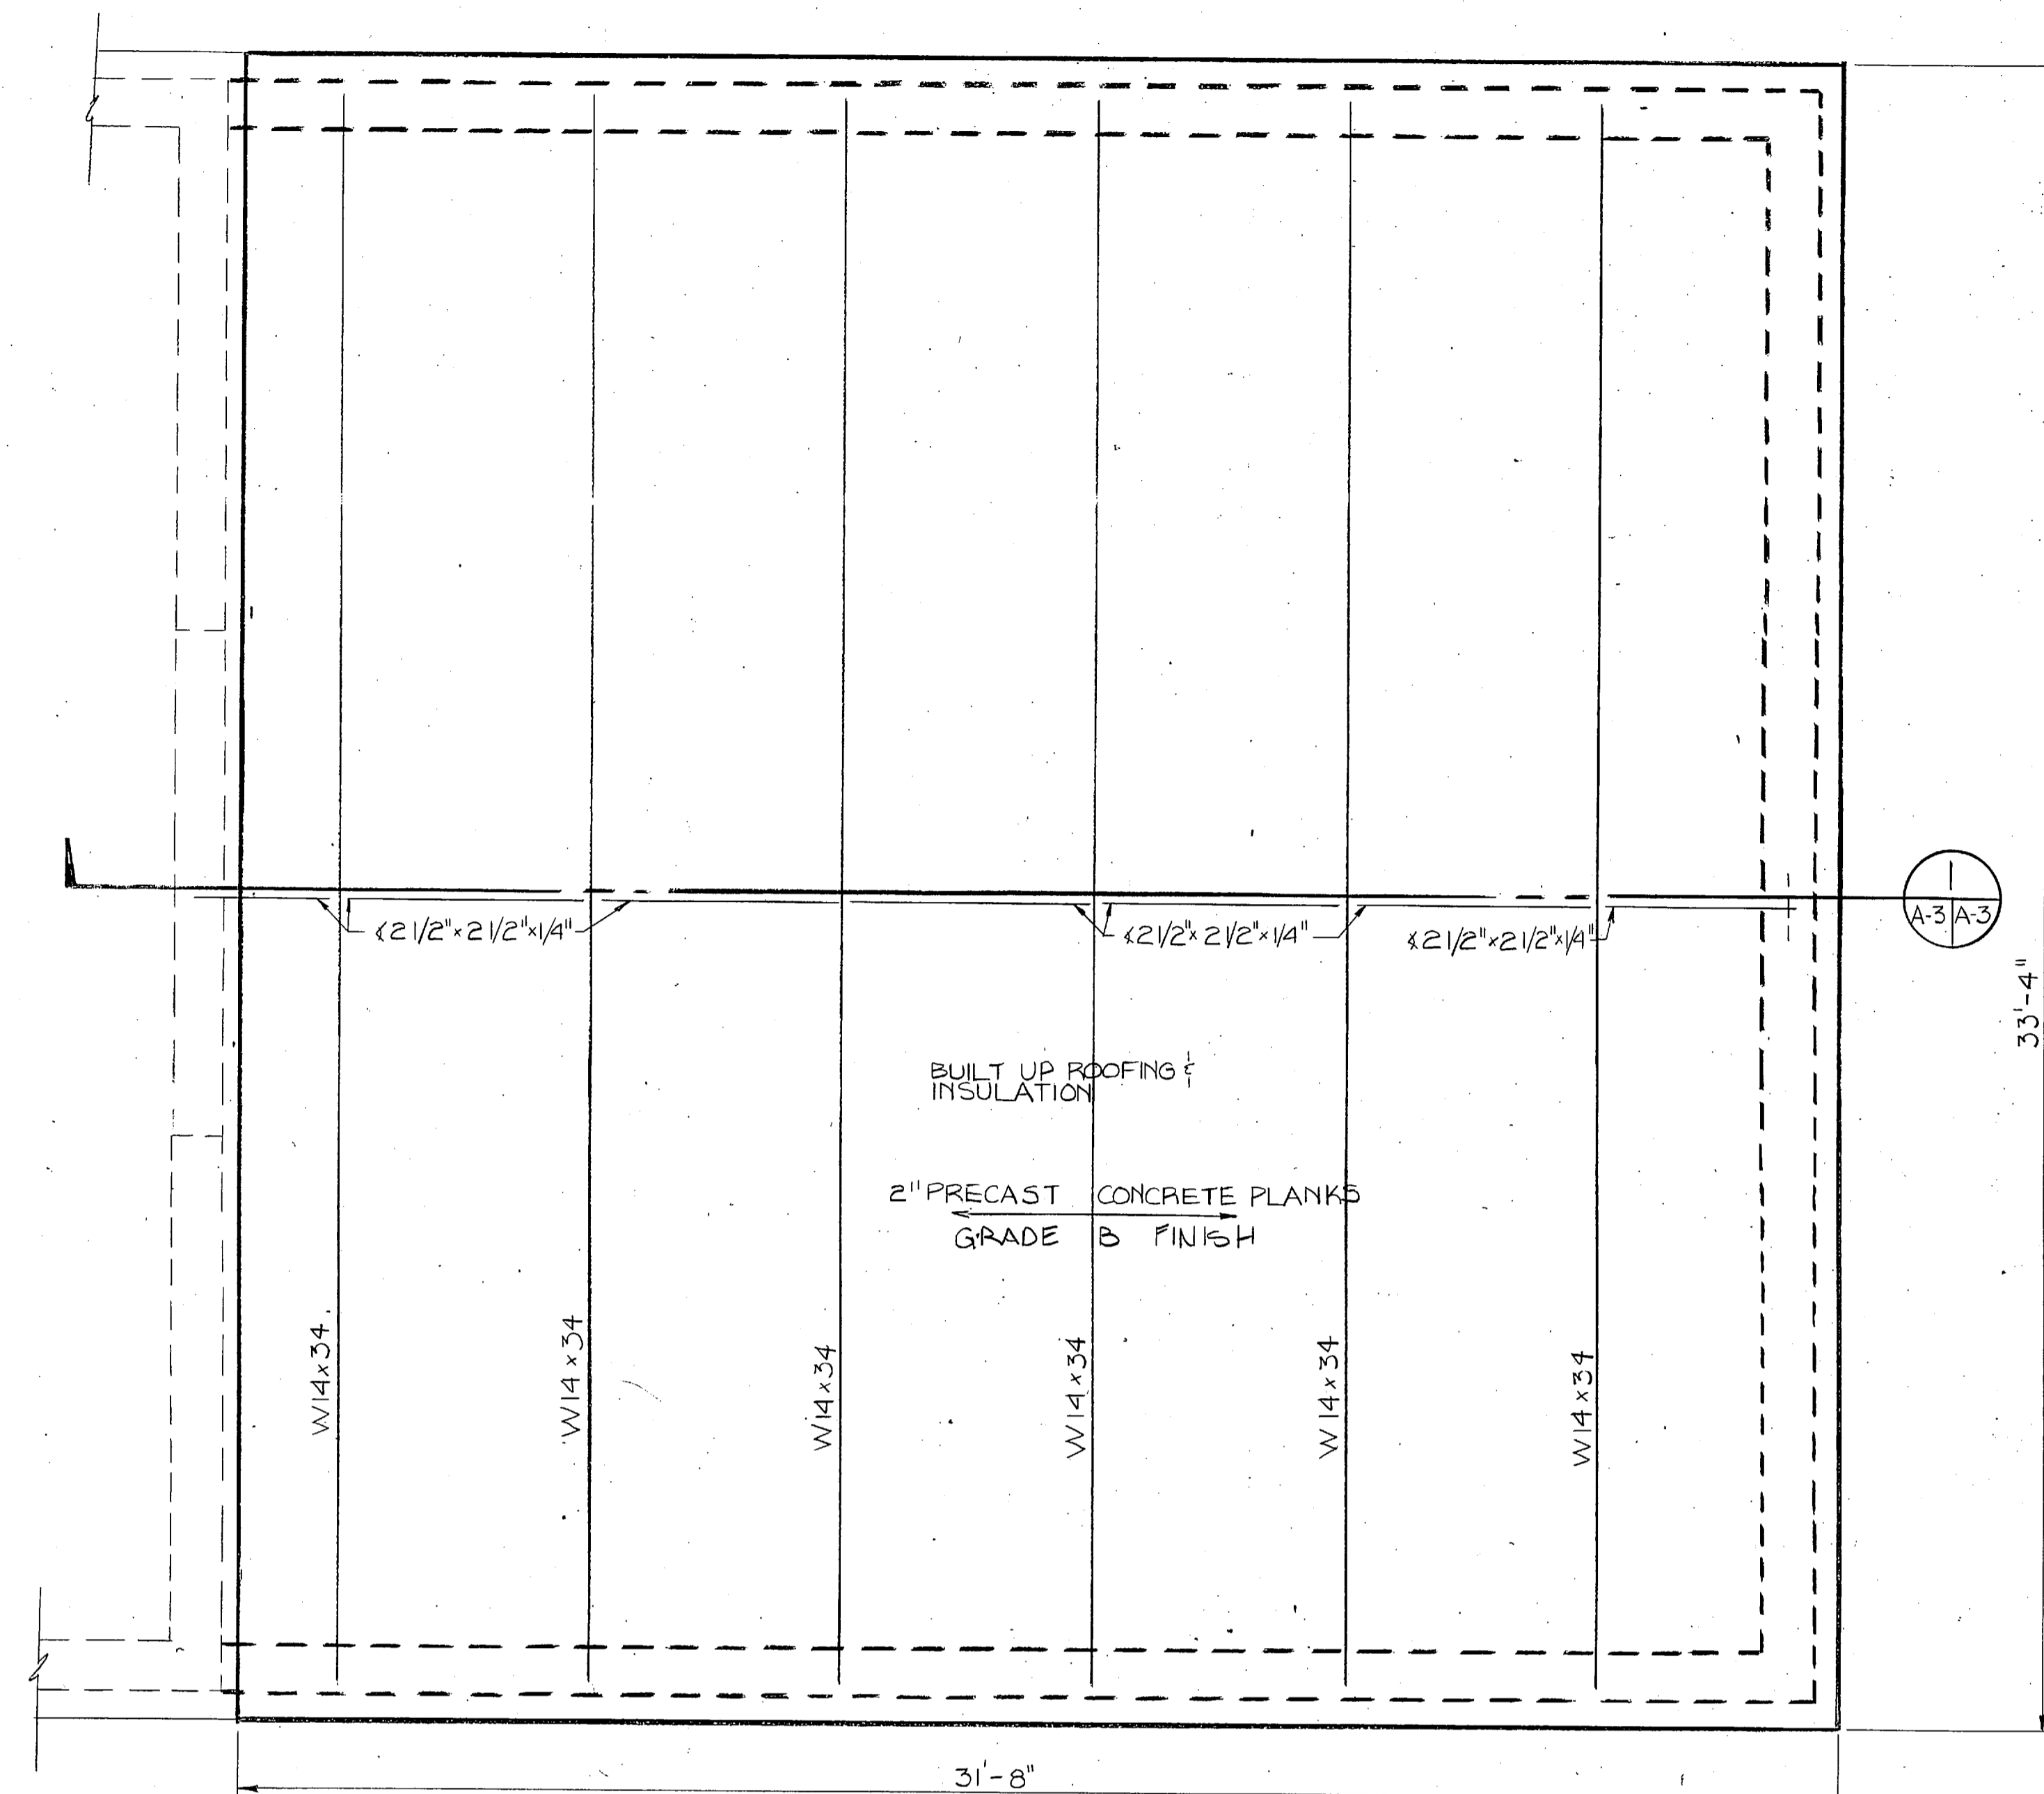 ∡2 1/2"×2 1/2"×1/4"
∡2 1/2"×2 1/2"×1/4"
∡2 1/2"×2 1/2"×1/4"
1
A-3 A-3
33'-4"
BUILT UP ROOFING &
INSULATION
2" PRECAST CONCRETE PLANKS
GRADE B FINISH
W14×34
W14×34
W14×34
W14×34
W14×34
W14×34
31'-8"